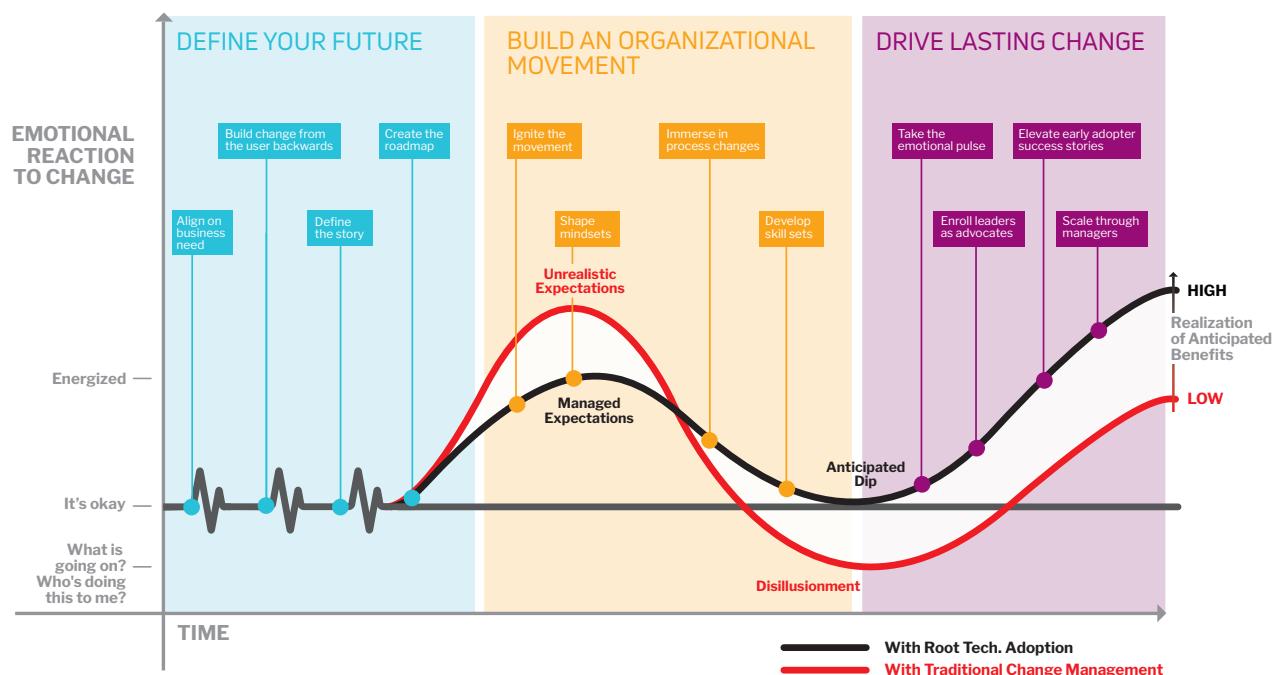 DEFINE YOUR FUTURE
BUILD AN ORGANIZATIONAL
MOVEMENT
DRIVE LASTING CHANGE
EMOTIONAL
REACTION
TO CHANGE
Build change from
the user backwards
Create the
roadmap
Ignite the
movement
Immerse in
process changes
Take the
emotional pulse
Elevate early adopter
success stories
Align on
business
need
Define
the story
Shape
mindsets
Develop
skill sets
Enroll leaders
as advocates
Scale through
managers
Unrealistic
Expectations
HIGH
Realization
of Anticipated
Benefits
LOW
Energized
Managed
Expectations
Anticipated
Dip
It's okay
What is
going on?
Who's doing
this to me?
Disillusionment
TIME
With Root Tech. Adoption
With Traditional Change Management